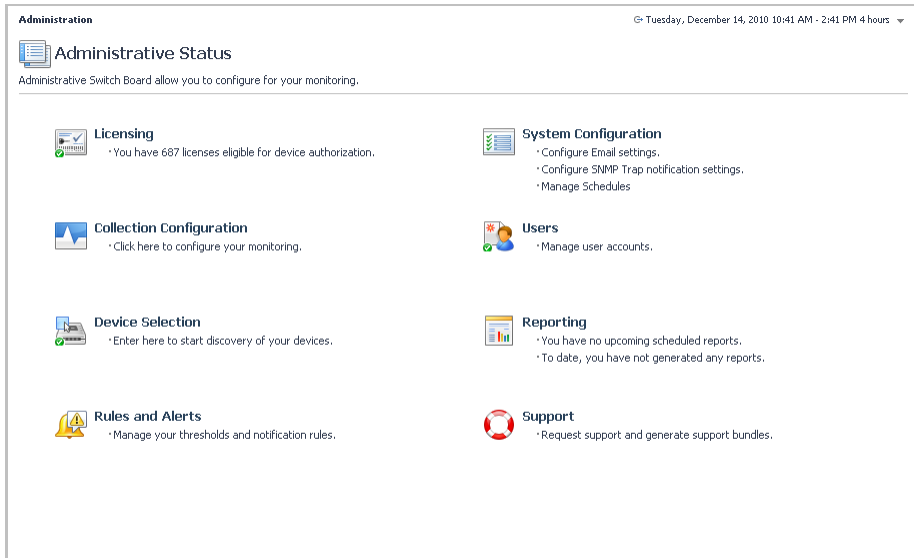 Administration
Tuesday, December 14, 2010 10:41 AM - 2:41 PM 4 hours
Administrative Status
Administrative Switch Board allow you to configure for your monitoring.
Licensing
· You have 687 licenses eligible for device authorization.
System Configuration
· Configure Email settings.
· Configure SNMP Trap notification settings.
· Manage Schedules
Collection Configuration
· Click here to configure your monitoring.
Users
· Manage user accounts.
Device Selection
· Enter here to start discovery of your devices.
Reporting
· You have no upcoming scheduled reports.
· To date, you have not generated any reports.
Rules and Alerts
· Manage your thresholds and notification rules.
Support
· Request support and generate support bundles.